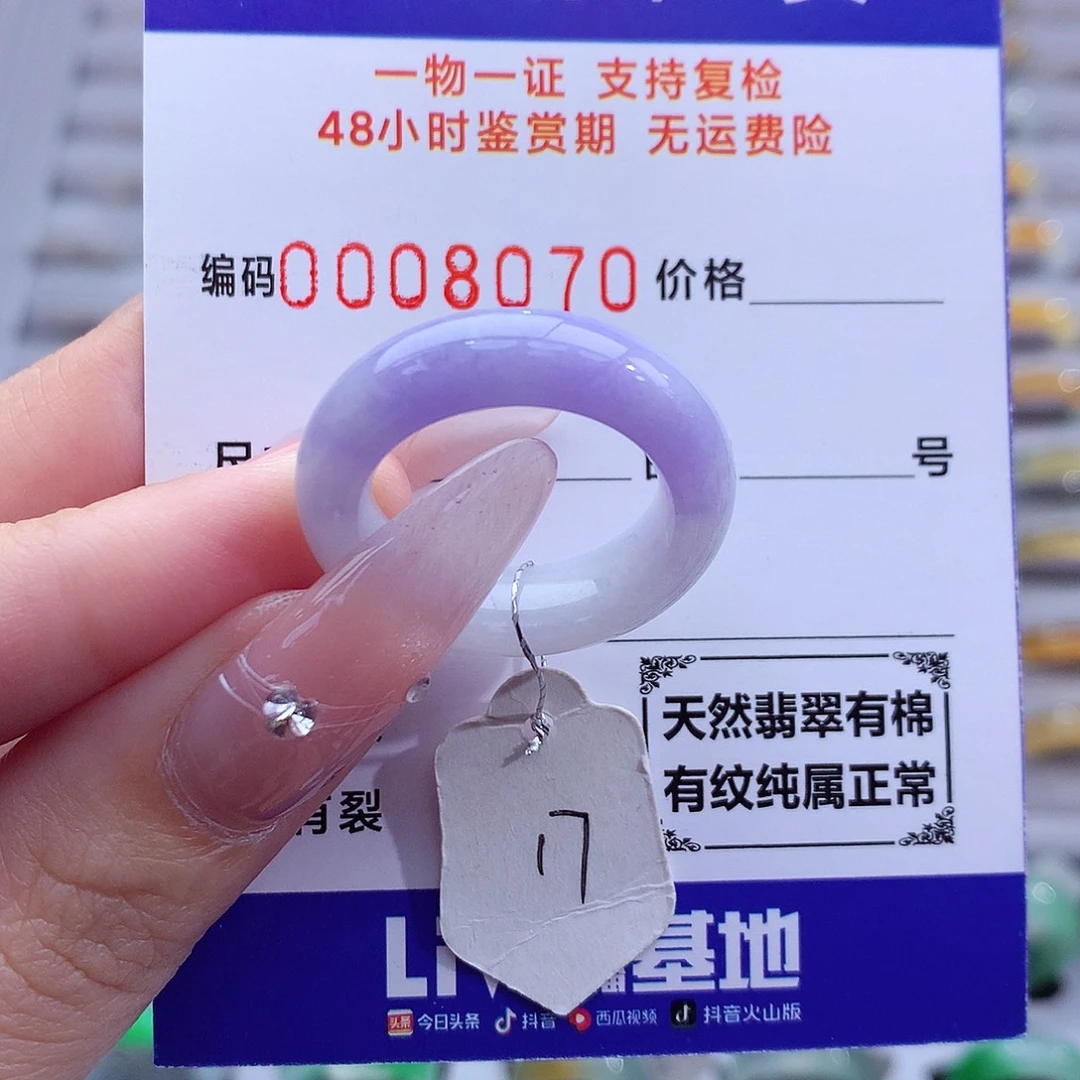 一物一证 支持复检
48小时鉴赏期 无运费险
编码0008070 价格
号
天然翡翠有棉
有纹纯属正常
裂
17
基地
今日头条 抖音 西瓜视频 抖音火山版